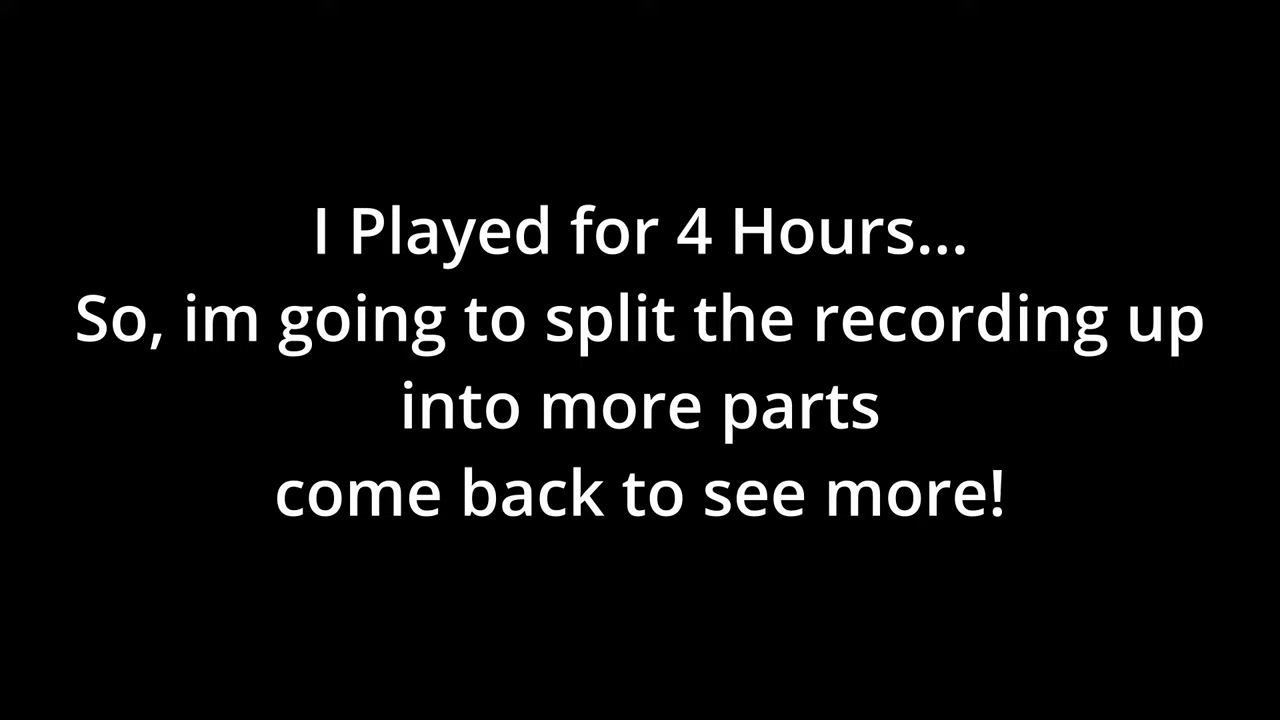 I Played for 4 Hours...
So, im going to split the recording up
into more parts
come back to see more!